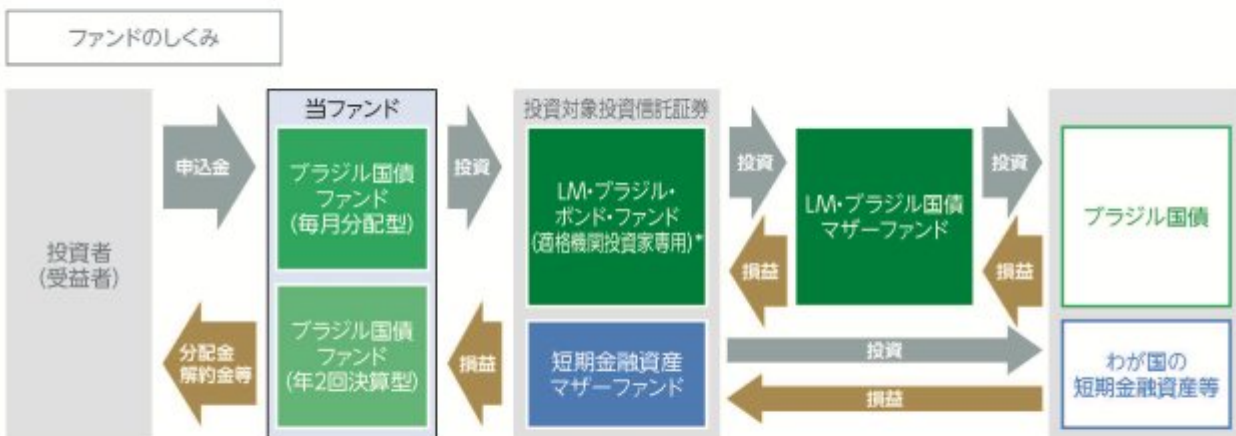 ファンドのしくみ
投資者
(受益者)
申込金
分配金
解約金等
当ファンド
ブラジル国債
ファンド
(毎月分配型)
ブラジル国債
ファンド
(年2回決算型)
投資
損益
投資対象投資信託証券
LM・ブラジル・
ボンド・ファンド
(適格機関投資家専用)*
短期金融資産
マザーファンド
投資
損益
LM・ブラジル国債
マザーファンド
投資
損益
投資
損益
ブラジル国債
わが国の
短期金融資産等